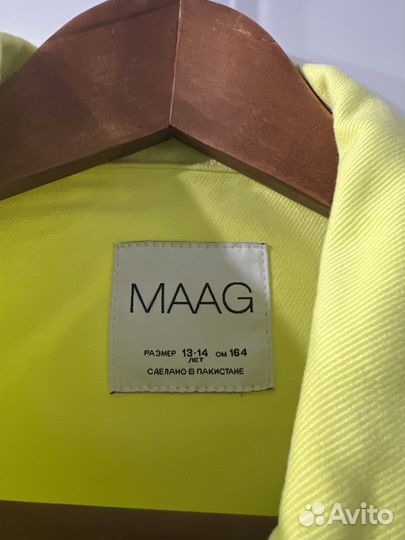 MAAG
РАЗМЕР 13-14 СМ 164
ЛЕТ
СДЕЛАНО В ПАКИСТАНЕ
Avito